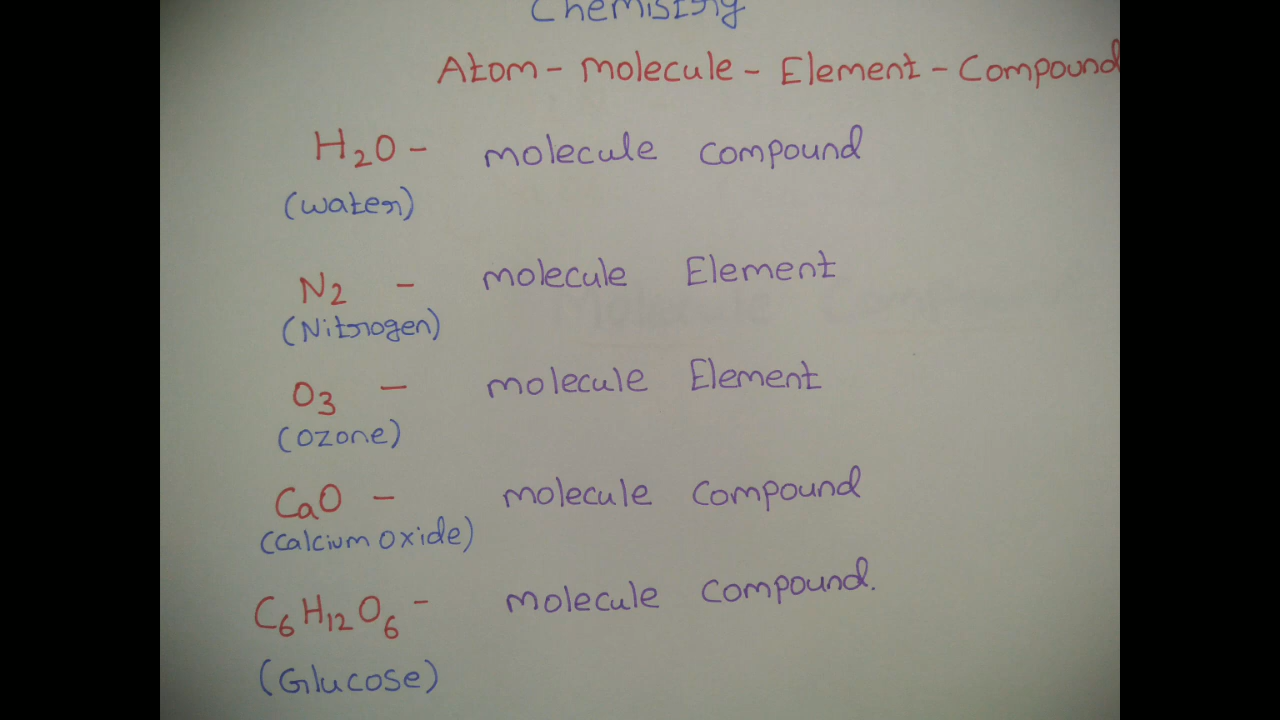 Chemistry
Atom - molecule - Element - Compound
H2O - molecule compound
(water)
N2 - molecule Element
(Nitrogen)
O3 - molecule Element
(Ozone)
CaO - molecule compound
(Calcium oxide)
C6H12O6 - molecule compound.
(Glucose)